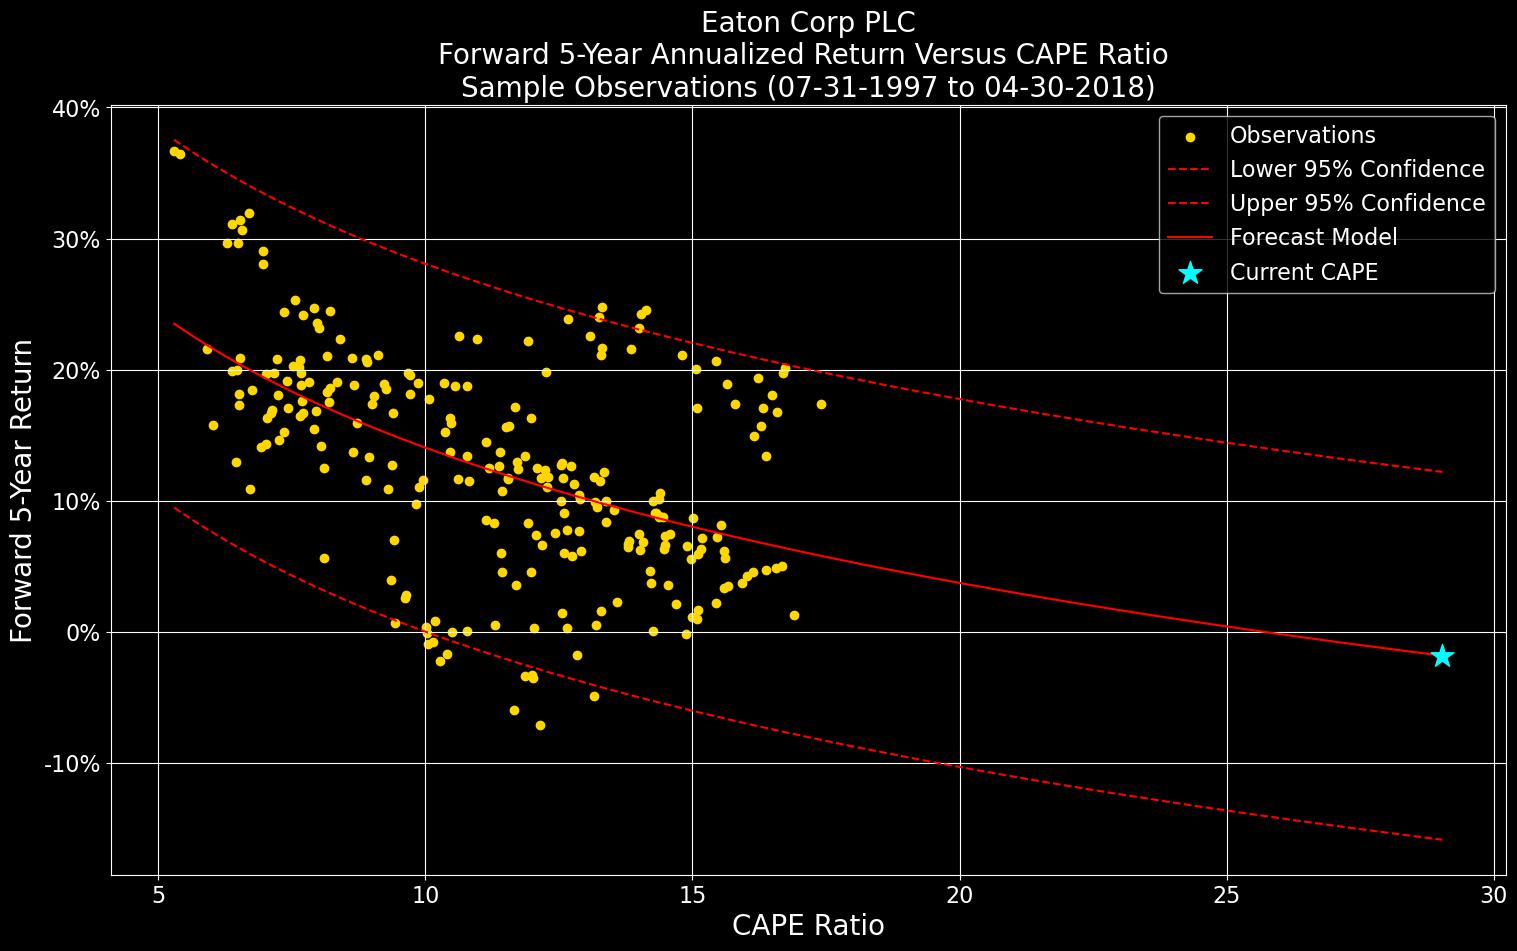 Eaton Corp PLC
Forward 5-Year Annualized Return Versus CAPE Ratio
Sample Observations (07-31-1997 to 04-30-2018)
Forward 5-Year Return
40%
30%
20%
10%
0%
-10%
Observations
Lower 95% Confidence
Upper 95% Confidence
Forecast Model
Current CAPE
5 10 15 20 25 30
CAPE Ratio